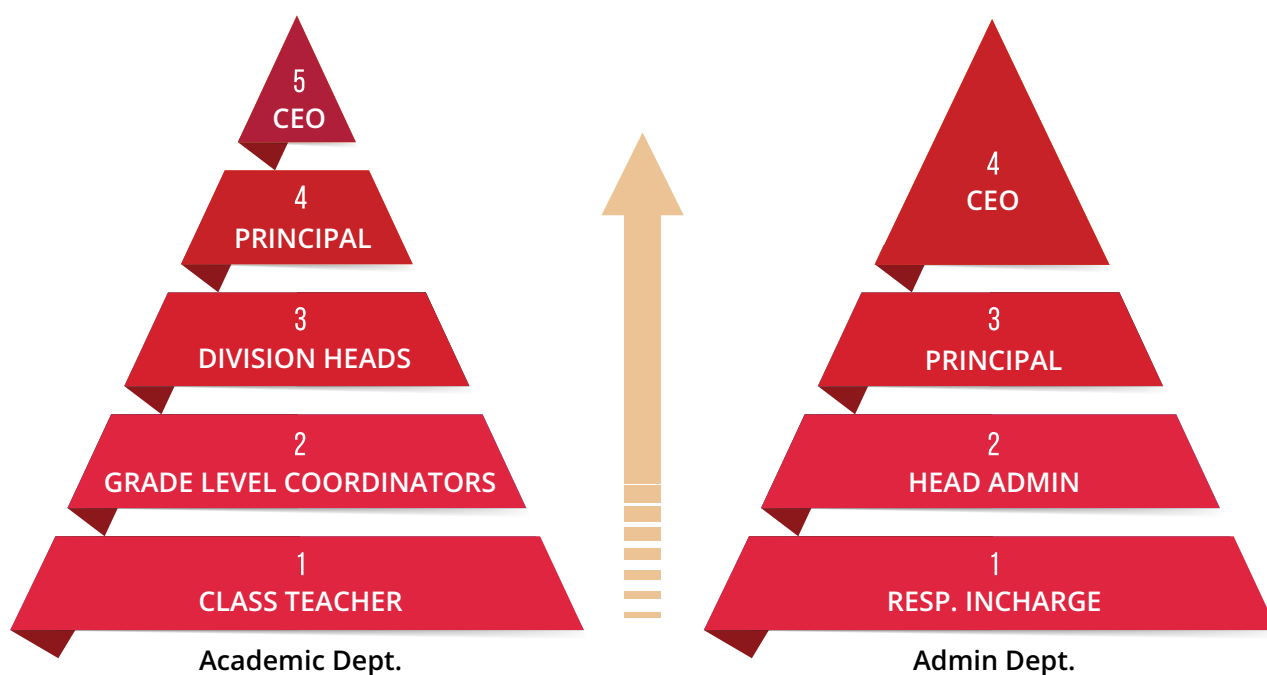 5
CEO
4
PRINCIPAL
3
DIVISION HEADS
2
GRADE LEVEL COORDINATORS
1
CLASS TEACHER
Academic Dept.
4
CEO
3
PRINCIPAL
2
HEAD ADMIN
1
RESP. INCHARGE
Admin Dept.